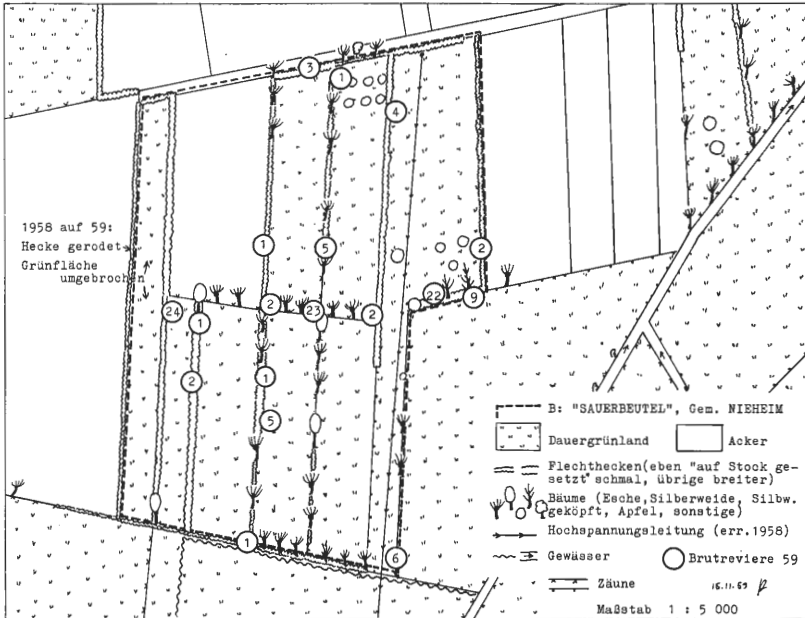 3
1
4
1958 auf 59:
Hecke gerodet
Grünfläche
umgebrochen
1
5
2
24
1
2
23
2
22
9
2
1
5
1
6
B: "SAUERBEUTEL", Gem. NIEHEIM
Dauergrünland
Acker
Flechthecken(eben "auf Stock ge-
setzt" schmal, übrige breiter)
Bäume (Esche, Silberweide, Silbw.
geköpft, Apfel, sonstige)
Hochspannungsleitung (err.1958)
Gewässer
Brutreviere 59
Zäune
15.11.59
Maßstab 1 : 5 000